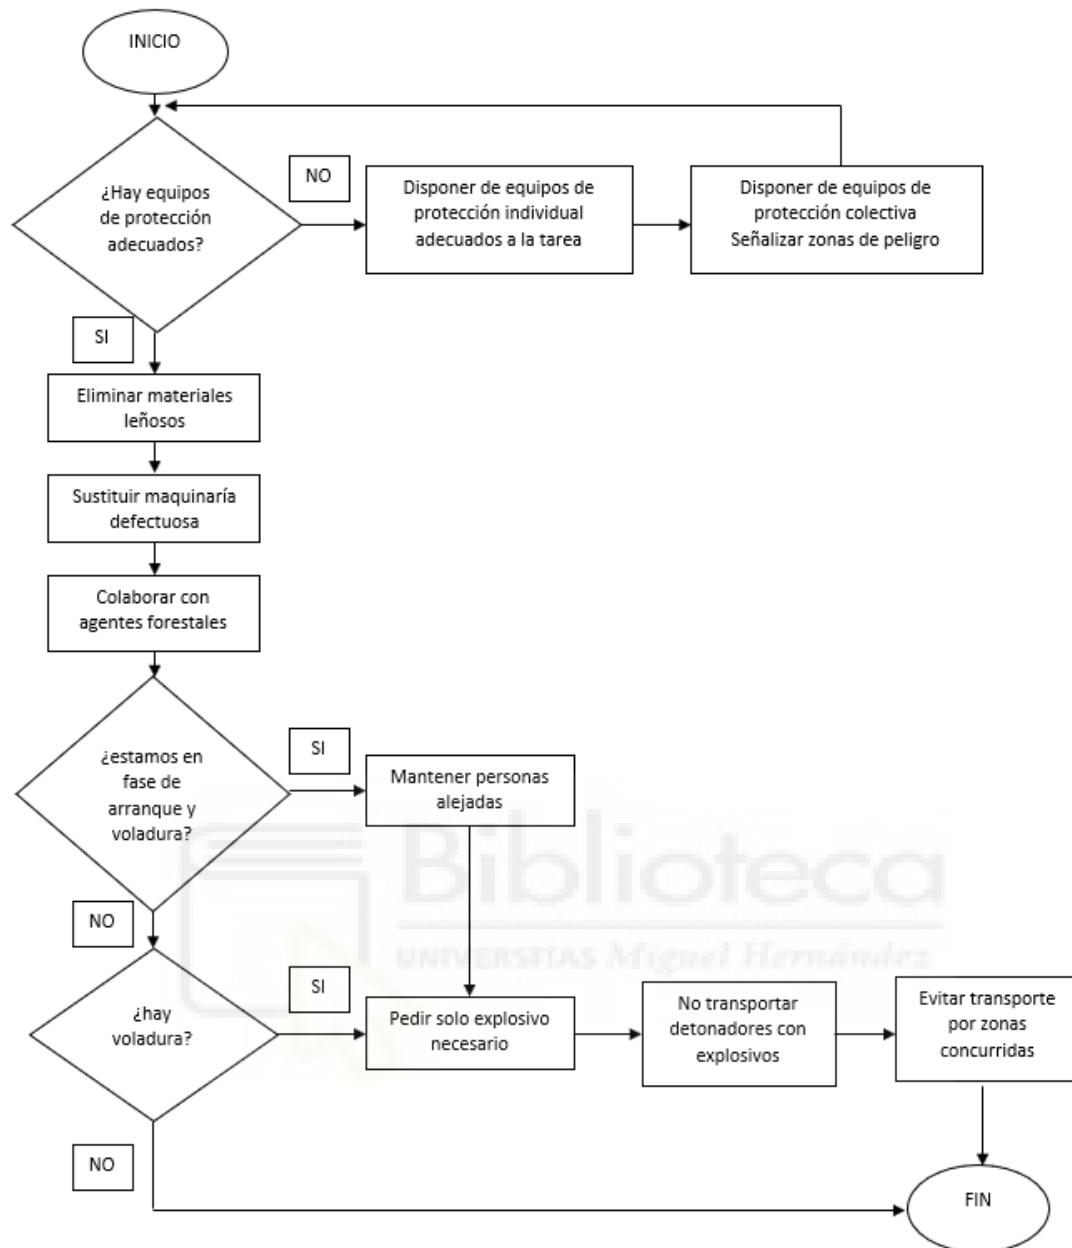 INICIO
¿Hay equipos
de protección
adecuados?
NO
Disponer de equipos de
protección individual
adecuados a la tarea
Disponer de equipos de
protección colectiva
Señalizar zonas de peligro
SI
Eliminar materiales
leñosos
Sustituir maquinaría
defectuosa
Colaborar con
agentes forestales
¿estamos en
fase de
arranque y
voladura?
SI
Mantener personas
alejadas
Biblioteca
UNIVERSITAS Miguel Hernández
NO
¿hay
voladura?
SI
Pedir solo explosivo
necesario
No transportar
detonadores con
explosivos
Evitar transporte
por zonas
concurridas
NO
FIN